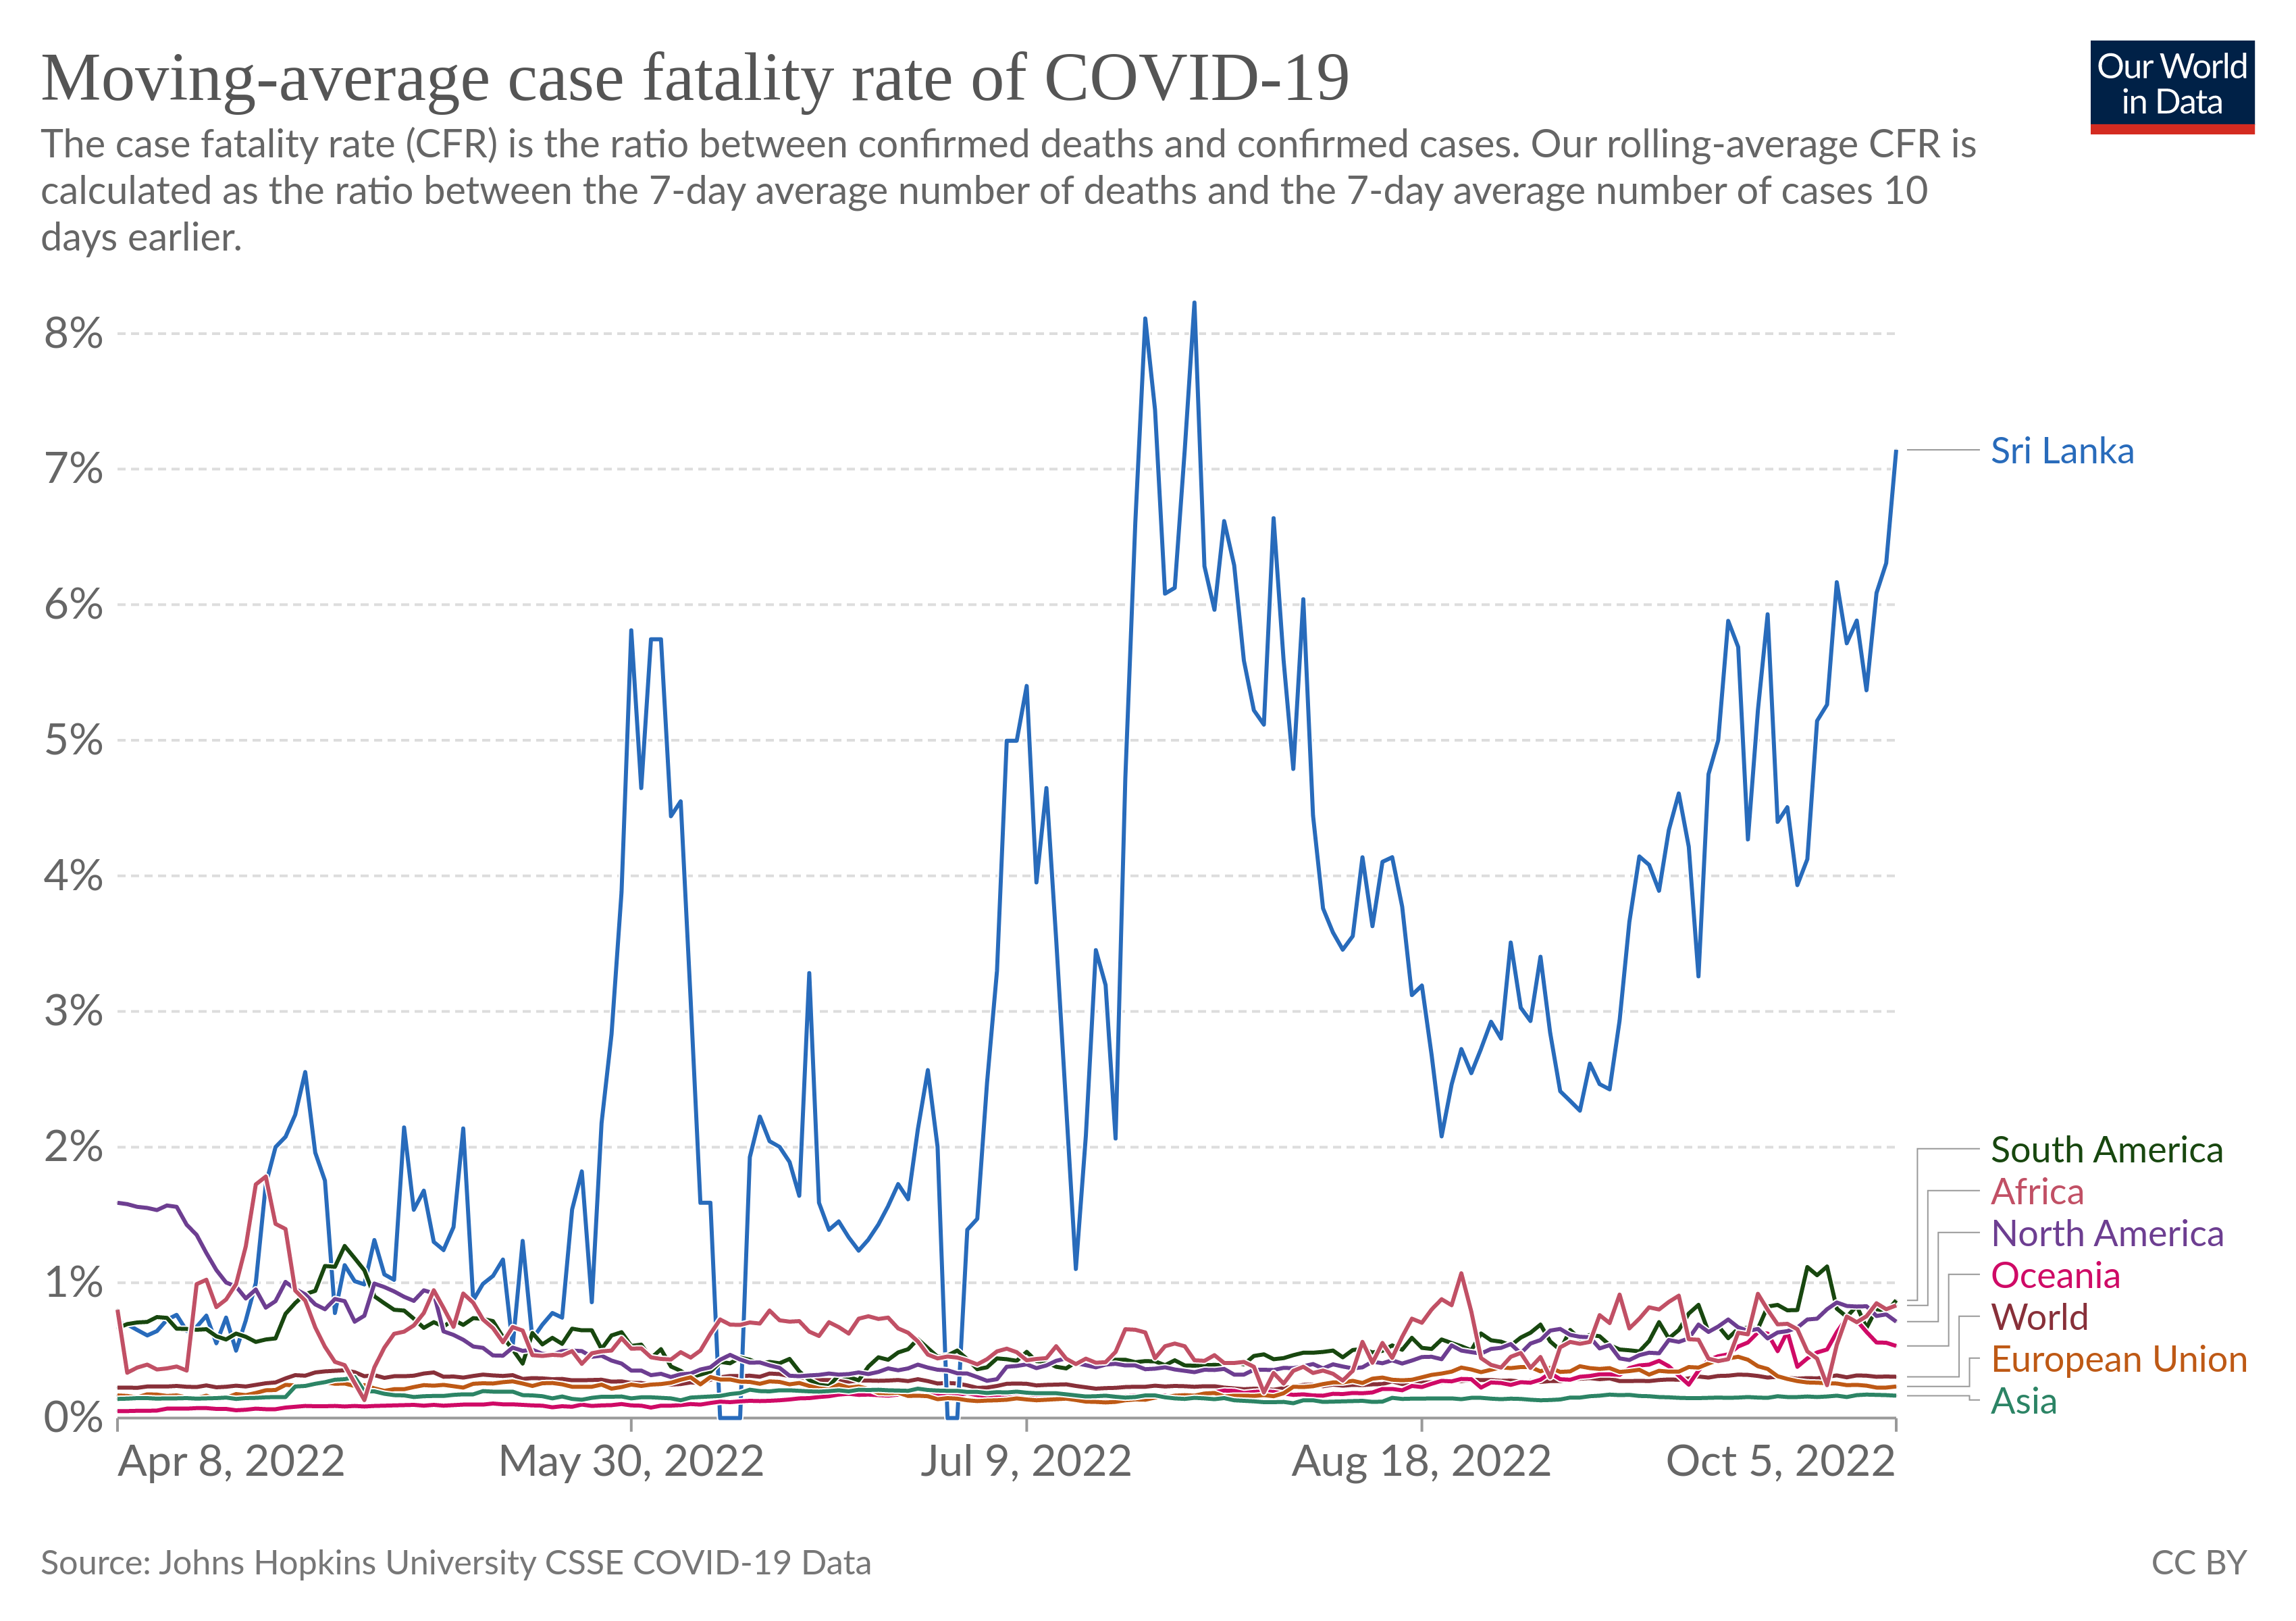 Moving-average case fatality rate of COVID-19
Our World
in Data
The case fatality rate (CFR) is the ratio between confirmed deaths and confirmed cases. Our rolling-average CFR is
calculated as the ratio between the 7-day average number of deaths and the 7-day average number of cases 10
days earlier.
8%
7%
Sri Lanka
6%
5%
4%
3%
2%
South America
Africa
North America
1%
Oceania
World
European Union
Asia
0%
Apr 8, 2022
May 30, 2022
Jul 9, 2022
Aug 18, 2022
Oct 5, 2022
Source: Johns Hopkins University CSSE COVID-19 Data
CC BY